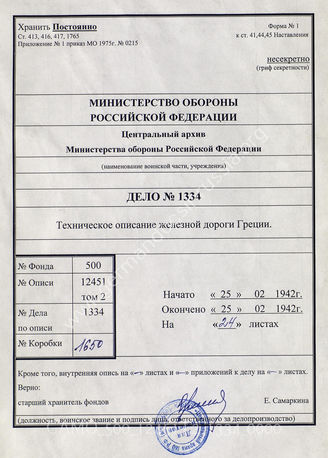 Хранить Постоянно
Форма № 1
Ст. 413, 416, 417, 1765
к ст. 41,44,45 Наставления
Приложение № 1 приказ МО 1975г. № 0215
несекретно
(гриф секретности)
МИНИСТЕРСТВО ОБОРОНЫ
РОССИЙСКОЙ ФЕДЕРАЦИИ
Центральный архив
Министерства обороны Российской Федерации
(наименование воинской части, учреждения)
ДЕЛО № 1334
Техническое описание железной дороги Греции.
№ Фонда 500
№ Описи 12451
том 2
№ Дела 1334
по описи
№ Коробки 1650
Начато « 25 » 02 1942г.
Окончено « 25 » 02 1942г.
На «24» листах
Кроме того, внутренняя опись на «—» листах и «—» приложений к делу на «—» листах.
Верно:
старший хранитель фондов Е. Самаркина
(должность, воинское звание и подпись лица, ответственного за делопроизводство)